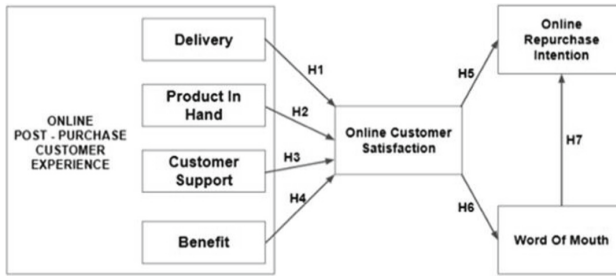 ONLINE
POST - PURCHASE
CUSTOMER
EXPERIENCE
Delivery
Product In
Hand
Customer
Support
Benefit
H1
H2
H3
H4
Online Customer
Satisfaction
H5
H6
Online
Repurchase
Intention
H7
Word Of Mouth